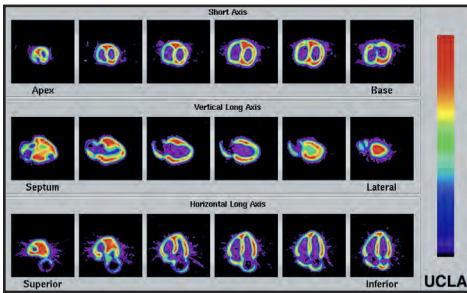 Short Axis
Apex
Base
Vertical Long Axis
Septum
Lateral
Horizontal Long Axis
Superior
Inferior
UCLA